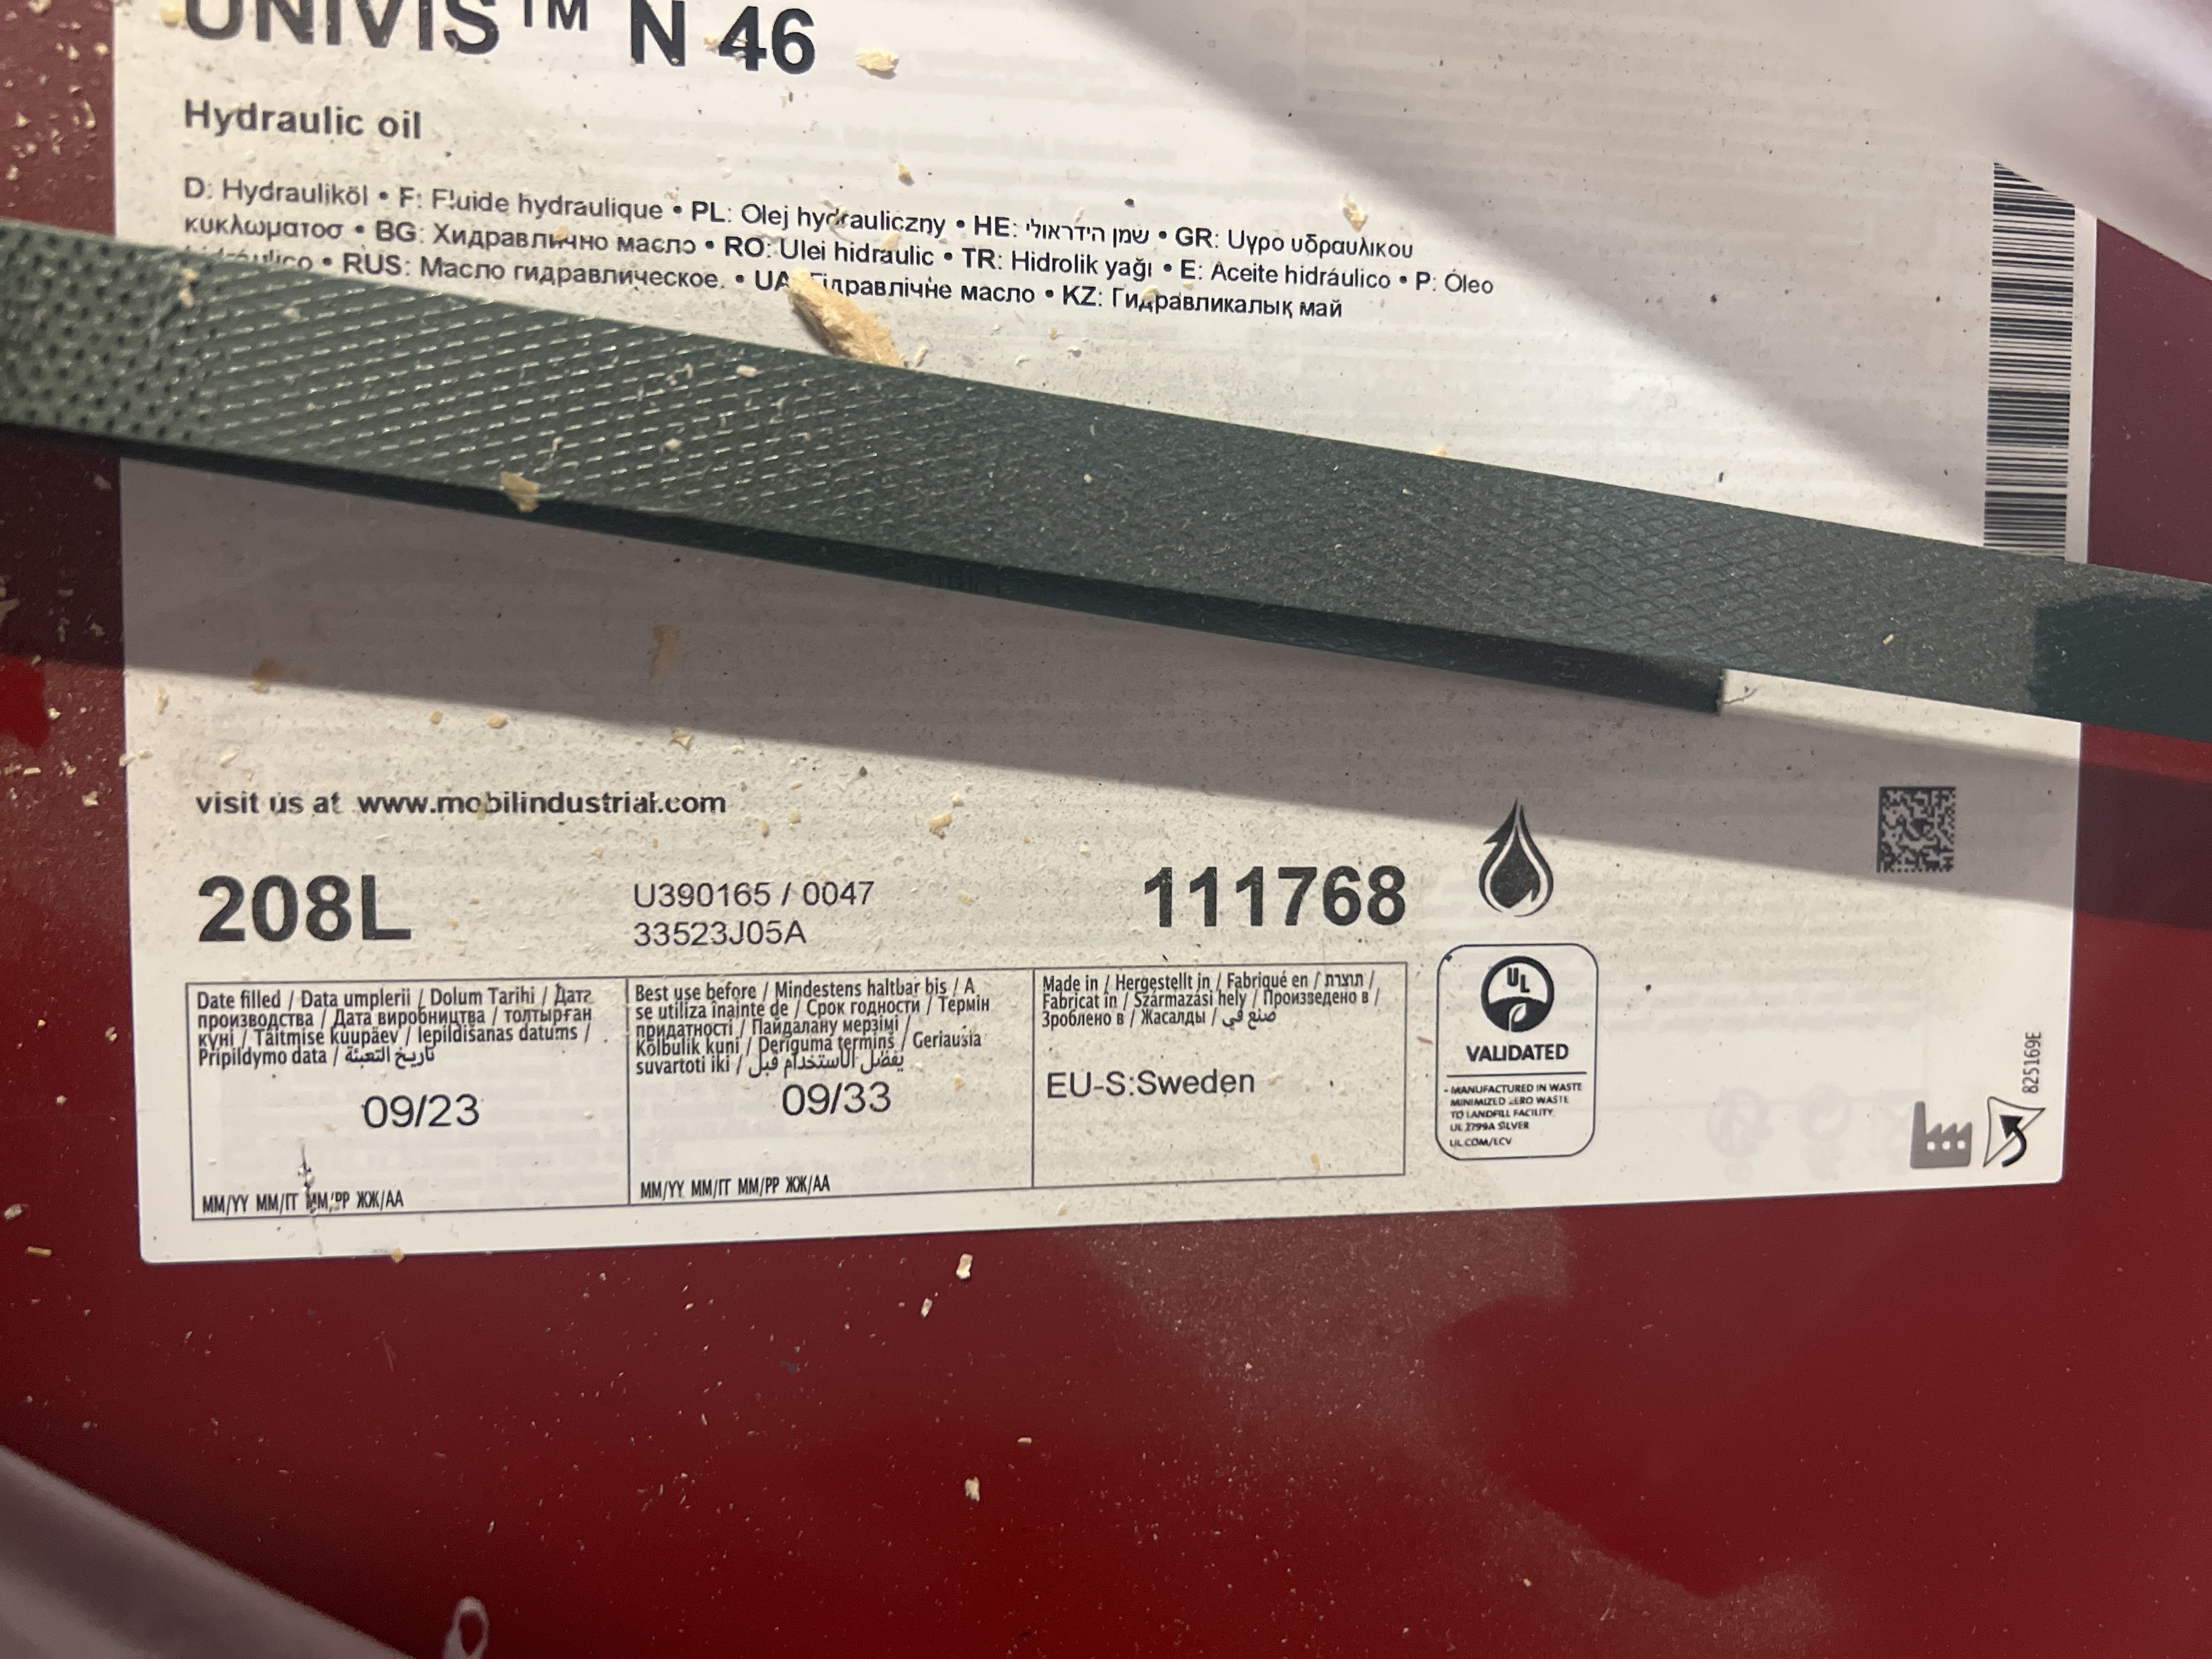 UNIVIS™ N 46
Hydraulic oil
D: Hydrauliköl • F: Fluide hydraulique • PL: Olej hydrauliczny • HE: שמן הידראולי • GR: Υγρο υδραυλικου
κυκλωματοσ • BG: Хидравлично масло • RO: Ulei hidraulic • TR: Hidrolik yağı • E: Aceite hidráulico • P: Óleo
• RUS: Масло гидравлическое. • UA: Гідравлічне масло • KZ: Гидравликалық май
visit us at www.mobilindustrial.com
208L
U390165 / 0047
33523J05A
111768
Date filled / Data umplerii / Dolum Tarihi / Дата
производства / Дата виробництва / толтырған
күні / Täitmise kuupäev / Iepildīšanas datums /
Pripildymo data / تاريخ التعبئة
09/23
MM/YY MM/ГГ MM/PP ЖЖ/АА
Best use before / Mindestens haltbar bis / A
se utiliza înainte de / Срок годности / Термін
придатності / Пайдалану мерзімі /
Kõlbulik kuni / Derīguma termiņš / Geriausia
suvartoti iki / يفضل الاستخدام قبل
09/33
MM/YY MM/ГГ MM/PP ЖЖ/АА
Made in / Hergestellt in / Fabriqué en / תוצרת /
Fabricat in / Származási hely / Произведено в /
Зроблено в / Жасалды / صنع في
EU-S:Sweden
UL
VALIDATED
- MANUFACTURED IN WASTE
MINIMIZED ZERO WASTE
TO LANDFILL FACILITY
UL 2799A SILVER
UL.COM/LCV
825169E